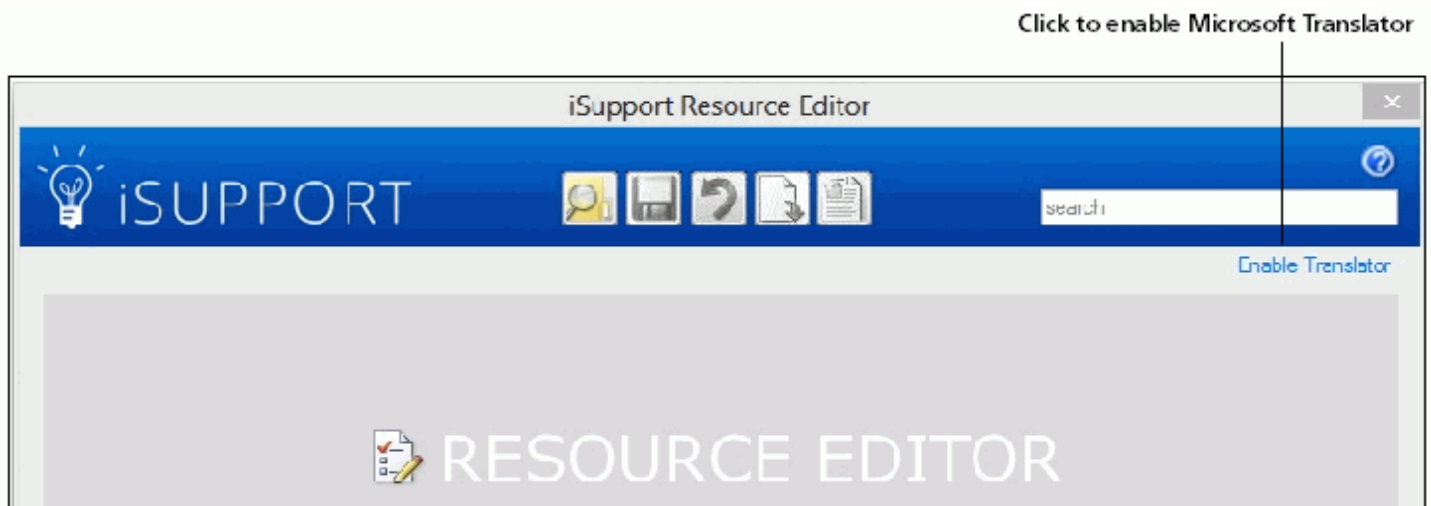 Click to enable Microsoft Translator
iSupport Resource Editor
iSUPPORT
search
Enable Translator
RESOURCE EDITOR